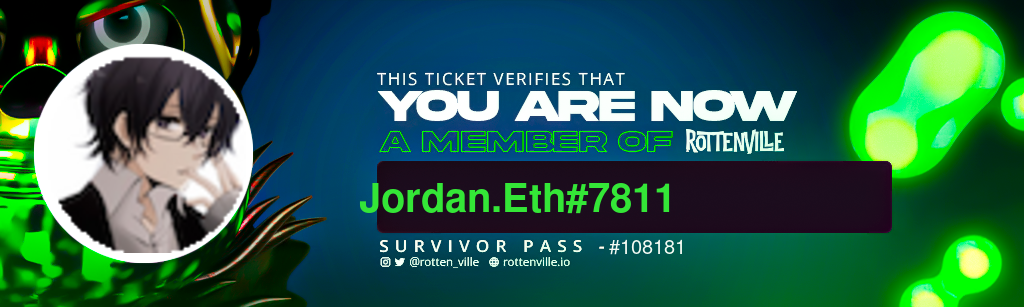 THIS TICKET VERIFIES THAT
YOU ARE NOW
A MEMBER OF ROTTENVILLE
Jordan.Eth#7811
SURVIVOR PASS - #108181
@rotten_ville rottenville.io